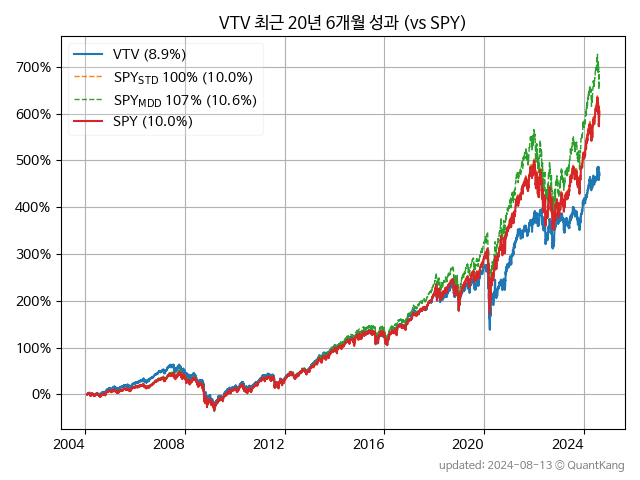 VTV 최근 20년 6개월 성과 (vs SPY)
VTV (8.9%)
SPY_STD 100% (10.0%)
SPY_MDD 107% (10.6%)
SPY (10.0%)
700%
600%
500%
400%
300%
200%
100%
0%
2004 2008 2012 2016 2020 2024
updated: 2024-08-13 © QuantKang